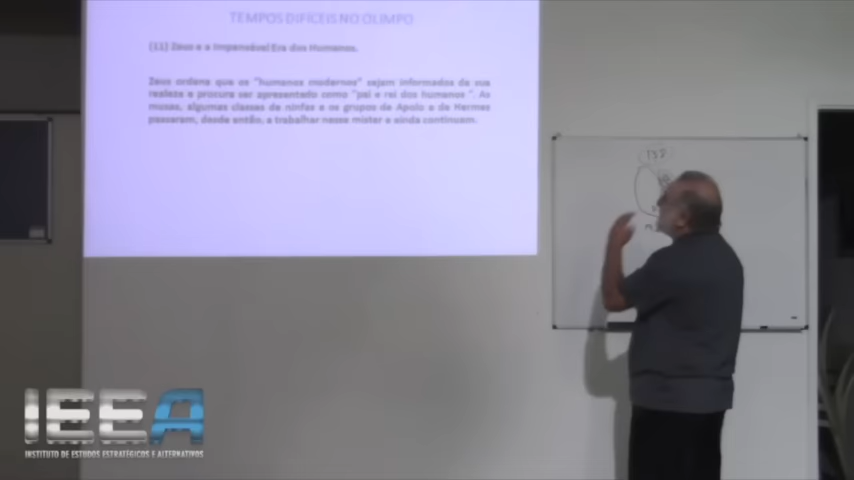 TEMPOS DIFÍCEIS NO OLIMPO
(11) Zeus e a Impensável Era dos Humanos.
Zeus ordena que os "humanos modernos" sejam informados de sua
realeza e procura ser apresentado como "pai e rei dos humanos ". As
musas, algumas classes de ninfas e os grupos de Apolo e de Hermes
passaram, desde então, a trabalhar nesse mister e ainda continuam.
IEEA
INSTITUTO DE ESTUDOS ESTRATÉGICOS E ALTERNATIVOS